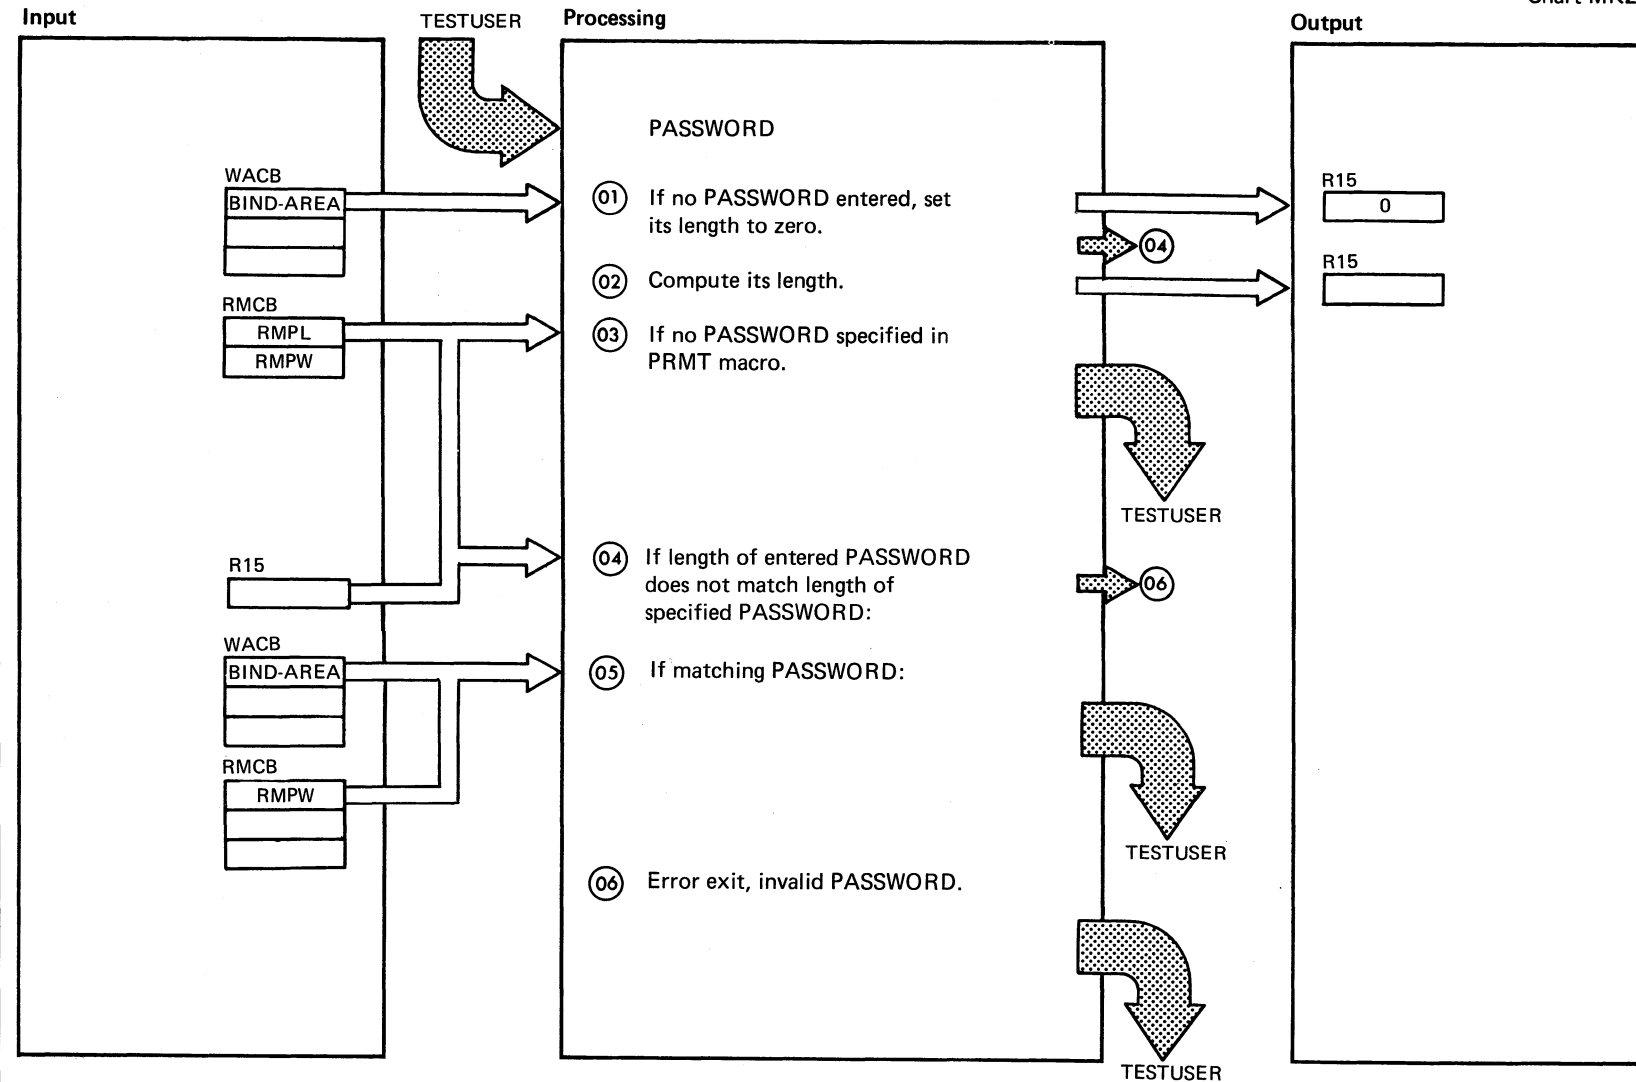 Input
TESTUSER
Processing
Output
PASSWORD
WACB
BIND-AREA
01 If no PASSWORD entered, set
its length to zero.
04
R15
0
02 Compute its length.
R15
RMCB
RMPL
RMPW
03 If no PASSWORD specified in
PRMT macro.
TESTUSER
R15
04 If length of entered PASSWORD
does not match length of
specified PASSWORD:
06
WACB
BIND-AREA
05 If matching PASSWORD:
RMCB
RMPW
TESTUSER
06 Error exit, invalid PASSWORD.
TESTUSER